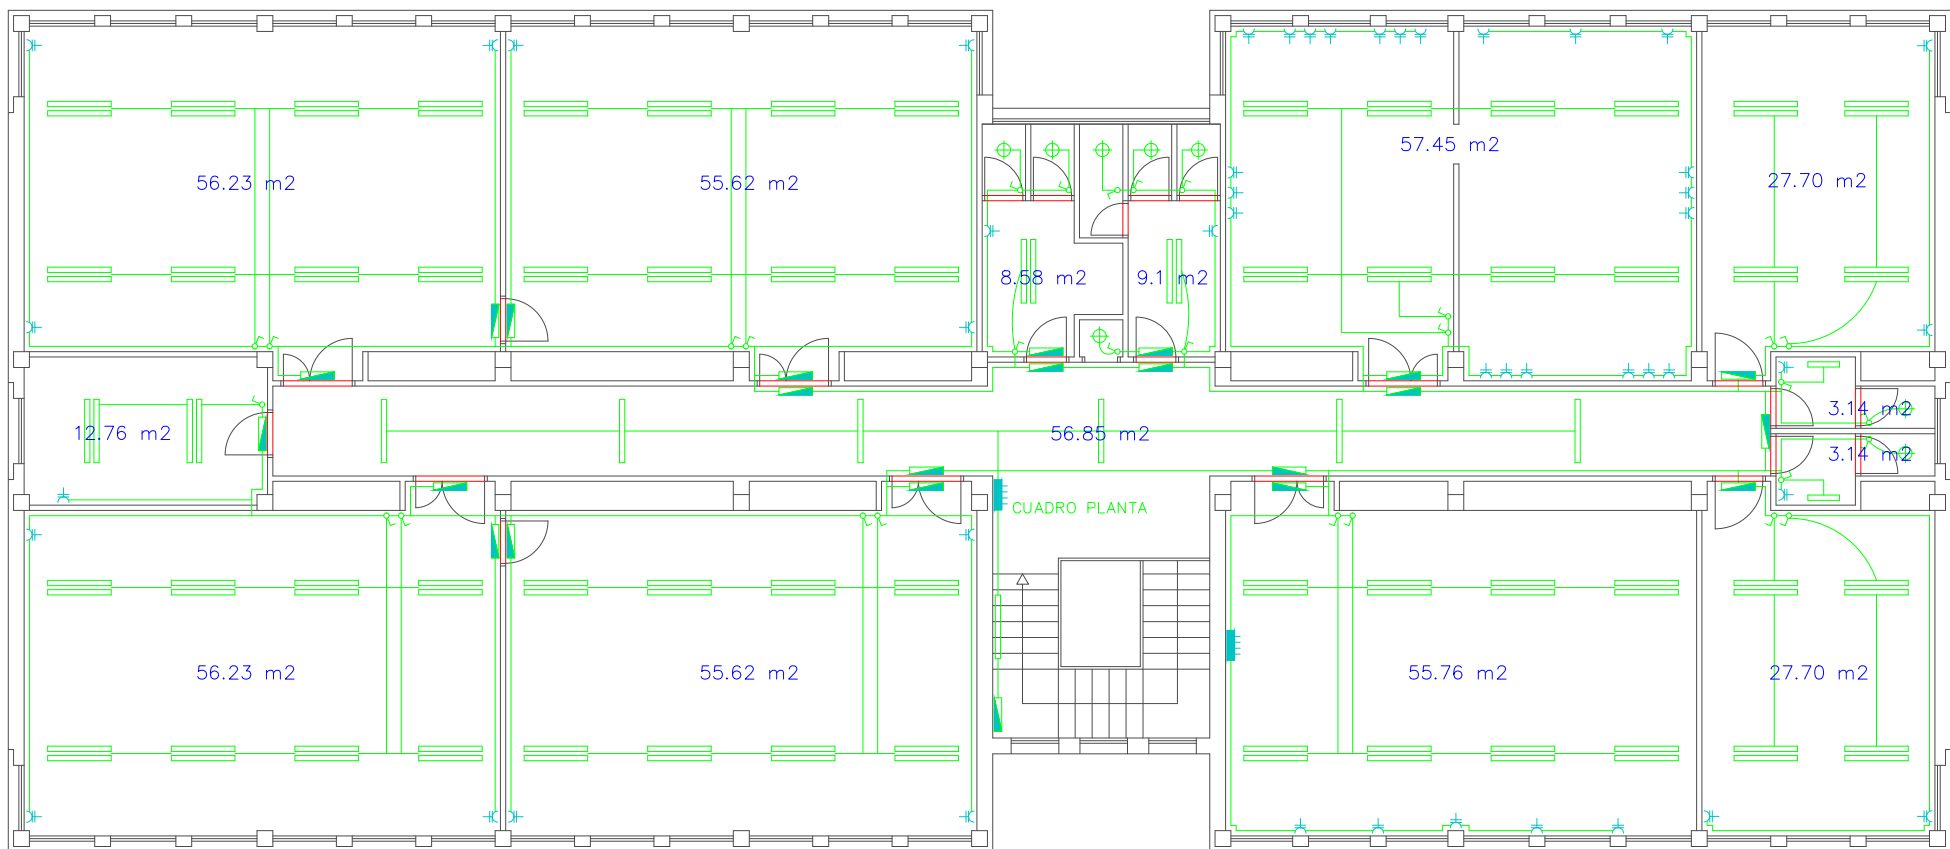 57.45 m2
56.23 m2
55.62 m2
27.70 m2
8.58 m2
9.1 m2
3.14 m2
12.76 m2
56.85 m2
3.14 m2
CUADRO PLANTA
56.23 m2
55.62 m2
55.76 m2
27.70 m2